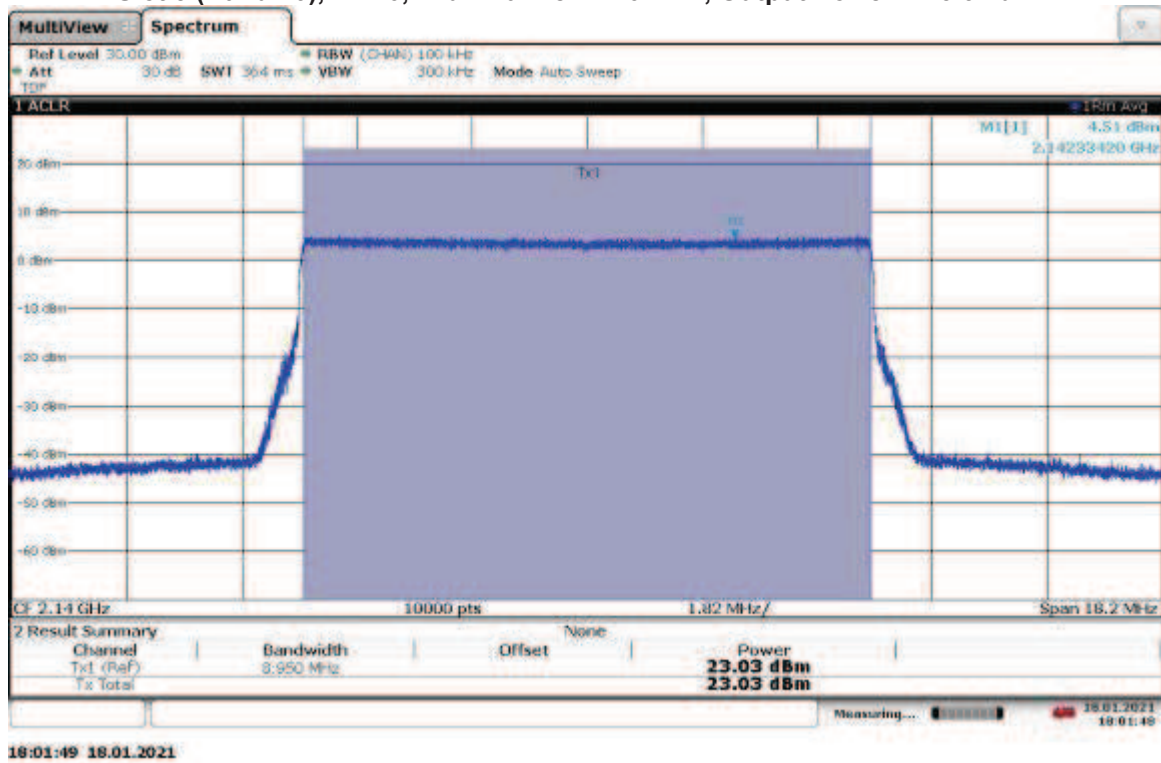 MultiView Spectrum
Ref Level 30.00 dBm RBW (CHAN) 100 kHz
Att 30 dB SWT 364 ms VBW 300 kHz Mode Auto Sweep
TDF
1 ACLR 1Rm Avg
M1[1] 4.51 dBm
2.14233420 GHz
20 dBm
Tx1
10 dBm
M1
0 dBm
-10 dBm
-20 dBm
-30 dBm
-40 dBm
-50 dBm
-60 dBm
CF 2.14 GHz 10000 pts 1.82 MHz/ Span 18.2 MHz
2 Result Summary None
Channel Bandwidth Offset Power
Tx1 (Ref) 8.950 MHz 23.03 dBm
Tx Total 23.03 dBm
Measuring... 18.01.2021
18:01:48
18:01:49 18.01.2021